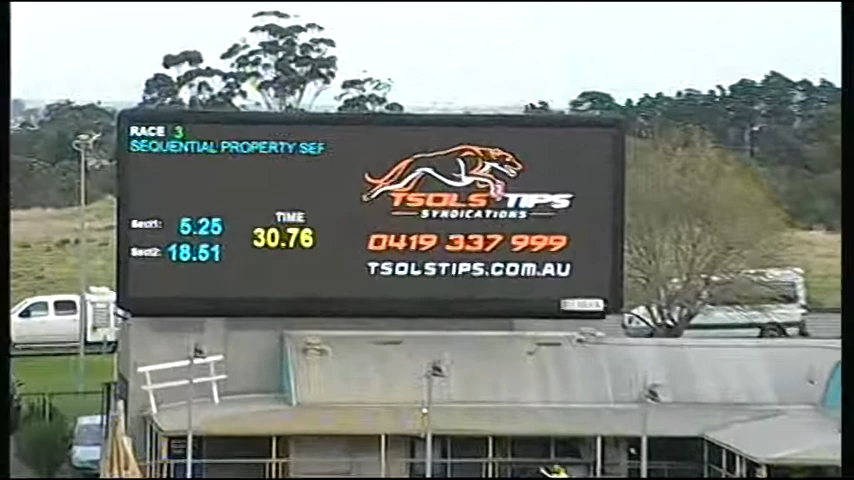 RACE 3
SEQUENTIAL PROPERTY SEF
TSOLS TIPS
SYNDICATIONS
Sect1: 5.25
Sect2: 18.51
TIME
30.76
0419 337 999
TSOLSTIPS.COM.AU